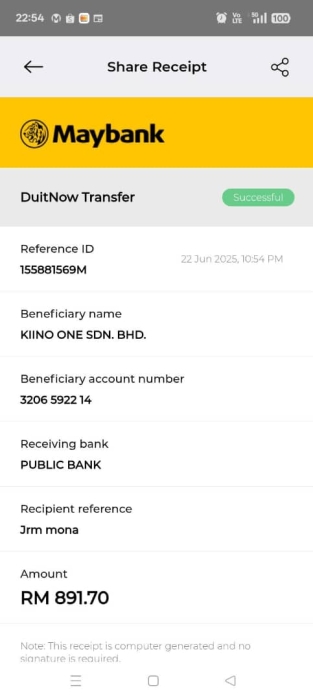 22:54
Vo LTE 5G 100
Share Receipt
Maybank
DuitNow Transfer Successful
Reference ID
22 Jun 2025, 10:54 PM
155881569M
Beneficiary name
KIINO ONE SDN. BHD.
Beneficiary account number
3206 5922 14
Receiving bank
PUBLIC BANK
Recipient reference
Jrm mona
Amount
RM 891.70
Note: This receipt is computer generated and no
signature is required.